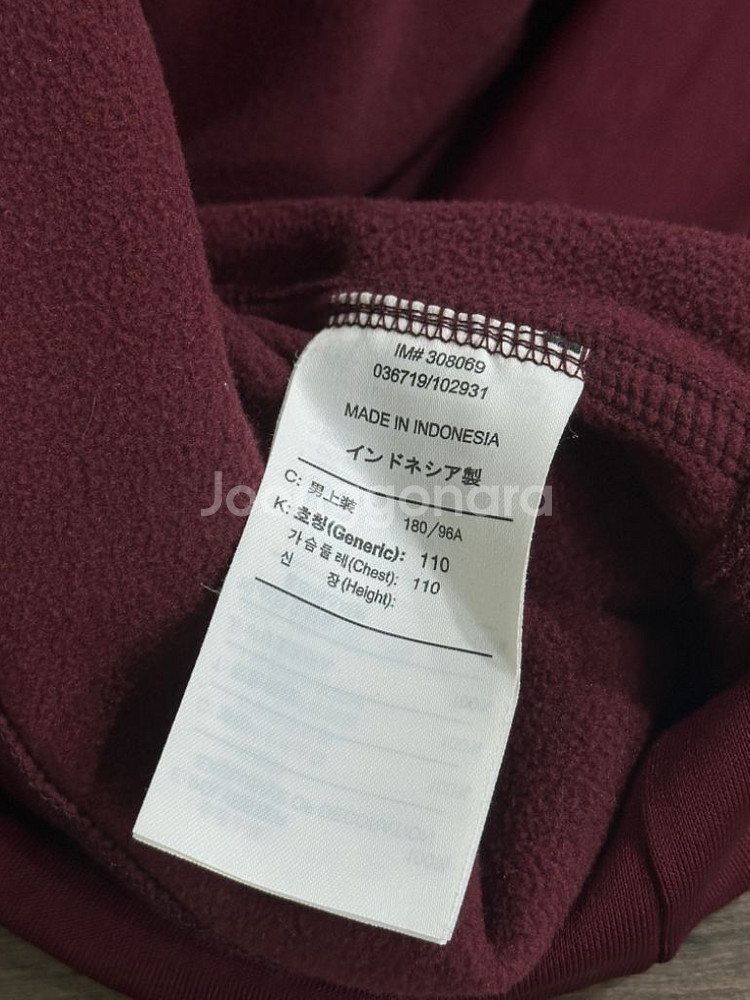 IM# 308069
036719/102931
MADE IN INDONESIA
インドネシア製
C: 男上装 180/96A
K: 호칭(Generic): 110
가슴둘레(Chest): 110
신 장(Height):
Joonggonara